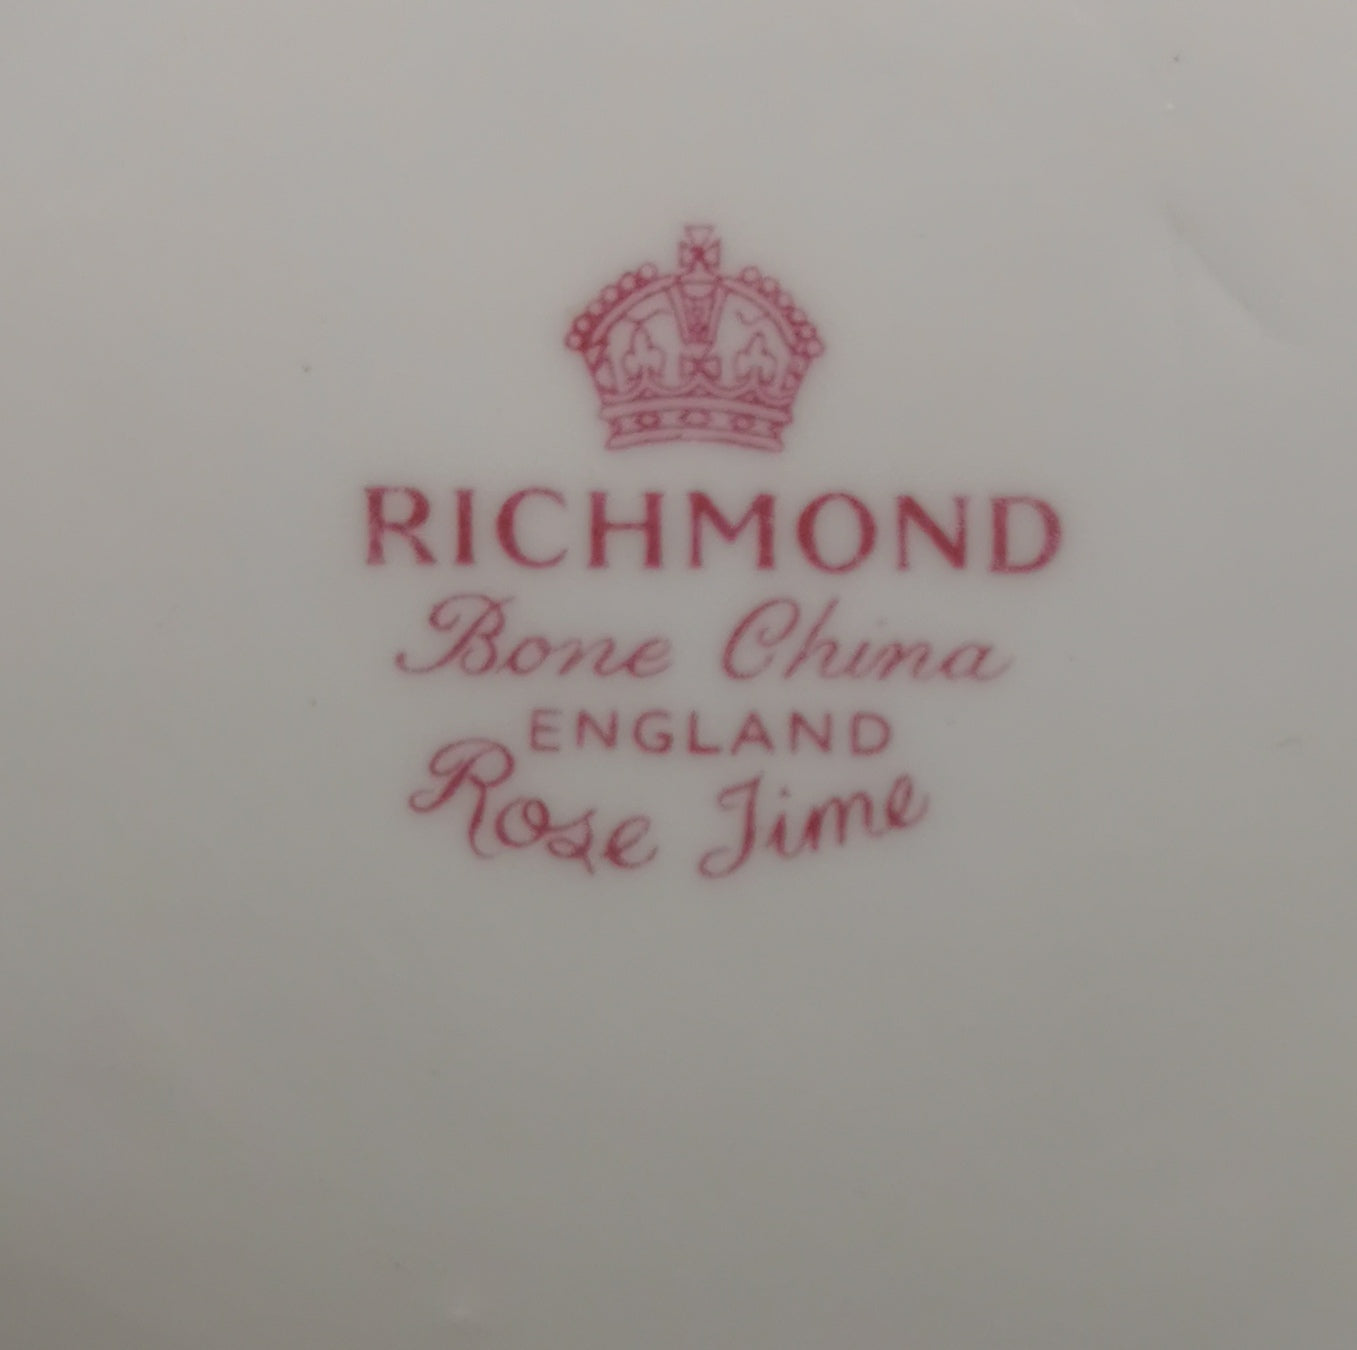 RICHMOND
Bone China
ENGLAND
Rose Time